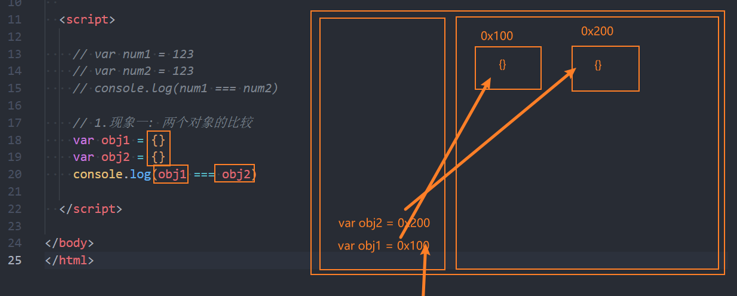 10
11 <script>
12
13 // var num1 = 123
14 // var num2 = 123
15 // console.log(num1 === num2)
16
17 // 1.现象一: 两个对象的比较
18 var obj1 = {}
19 var obj2 = {}
20 console.log(obj1 === obj2)
21
22 </script>
23
24 </body>
25 </html>
0x100
0x200
{}
{}
var obj2 = 0x200
var obj1 = 0x100